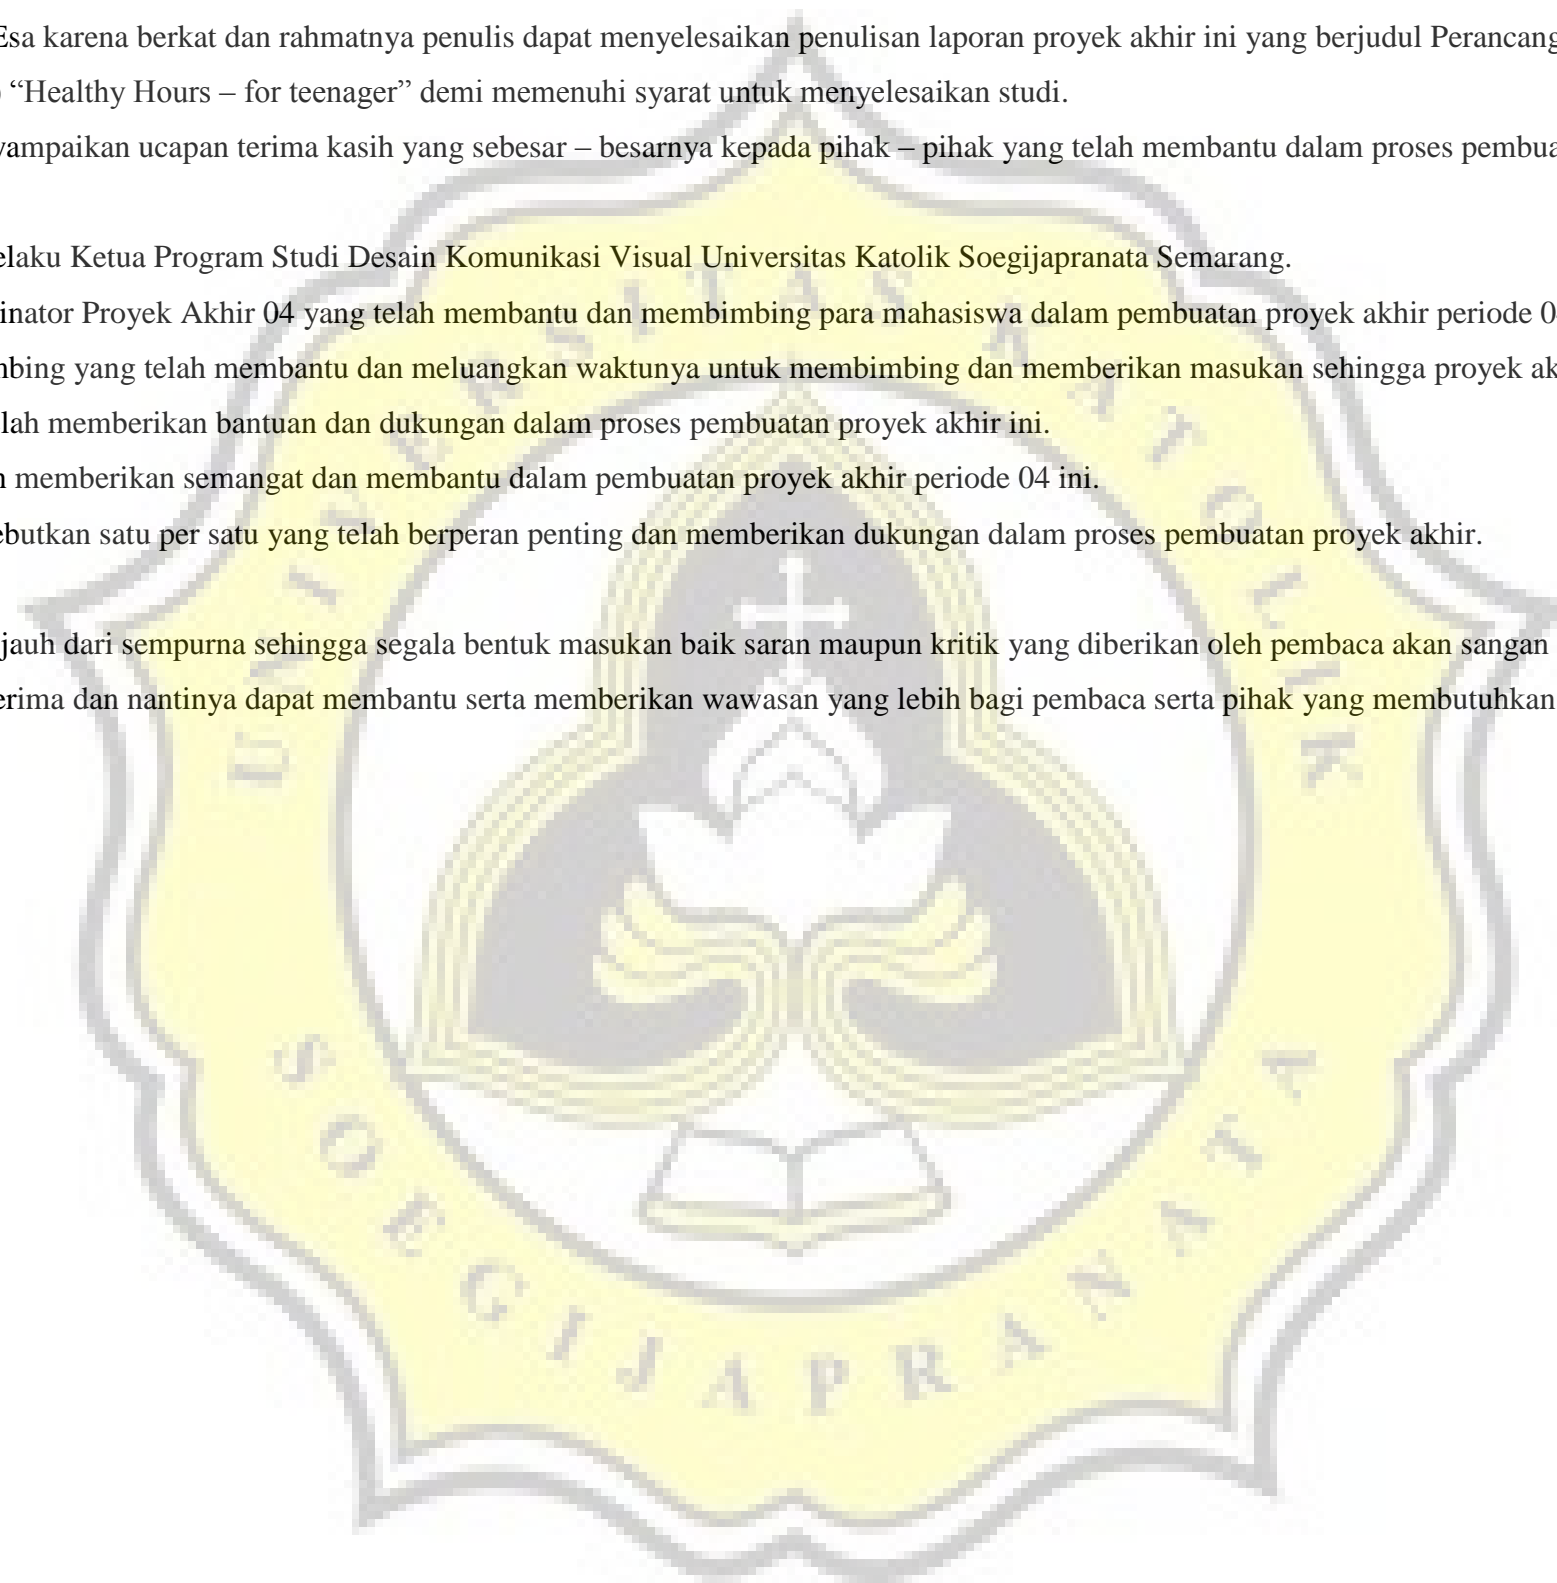 Esa karena berkat dan rahmatnya penulis dapat menyelesaikan penulisan laporan proyek akhir ini yang berjudul Perancang
“Healthy Hours – for teenager” demi memenuhi syarat untuk menyelesaikan studi.
yampaikan ucapan terima kasih yang sebesar – besarnya kepada pihak – pihak yang telah membantu dalam proses pembua
elaku Ketua Program Studi Desain Komunikasi Visual Universitas Katolik Soegijapranata Semarang.
inator Proyek Akhir 04 yang telah membantu dan membimbing para mahasiswa dalam pembuatan proyek akhir periode 0
nbing yang telah membantu dan meluangkan waktunya untuk membimbing dan memberikan masukan sehingga proyek ak
lah memberikan bantuan dan dukungan dalam proses pembuatan proyek akhir ini.
memberikan semangat dan membantu dalam pembuatan proyek akhir periode 04 ini.
ebutkan satu per satu yang telah berperan penting dan memberikan dukungan dalam proses pembuatan proyek akhir.
jauh dari sempurna sehingga segala bentuk masukan baik saran maupun kritik yang diberikan oleh pembaca akan sangan
erima dan nantinya dapat membantu serta memberikan wawasan yang lebih bagi pembaca serta pihak yang membutuhkan
UNIVERSITAS KATOLIK
SOEGIJAPRANATA